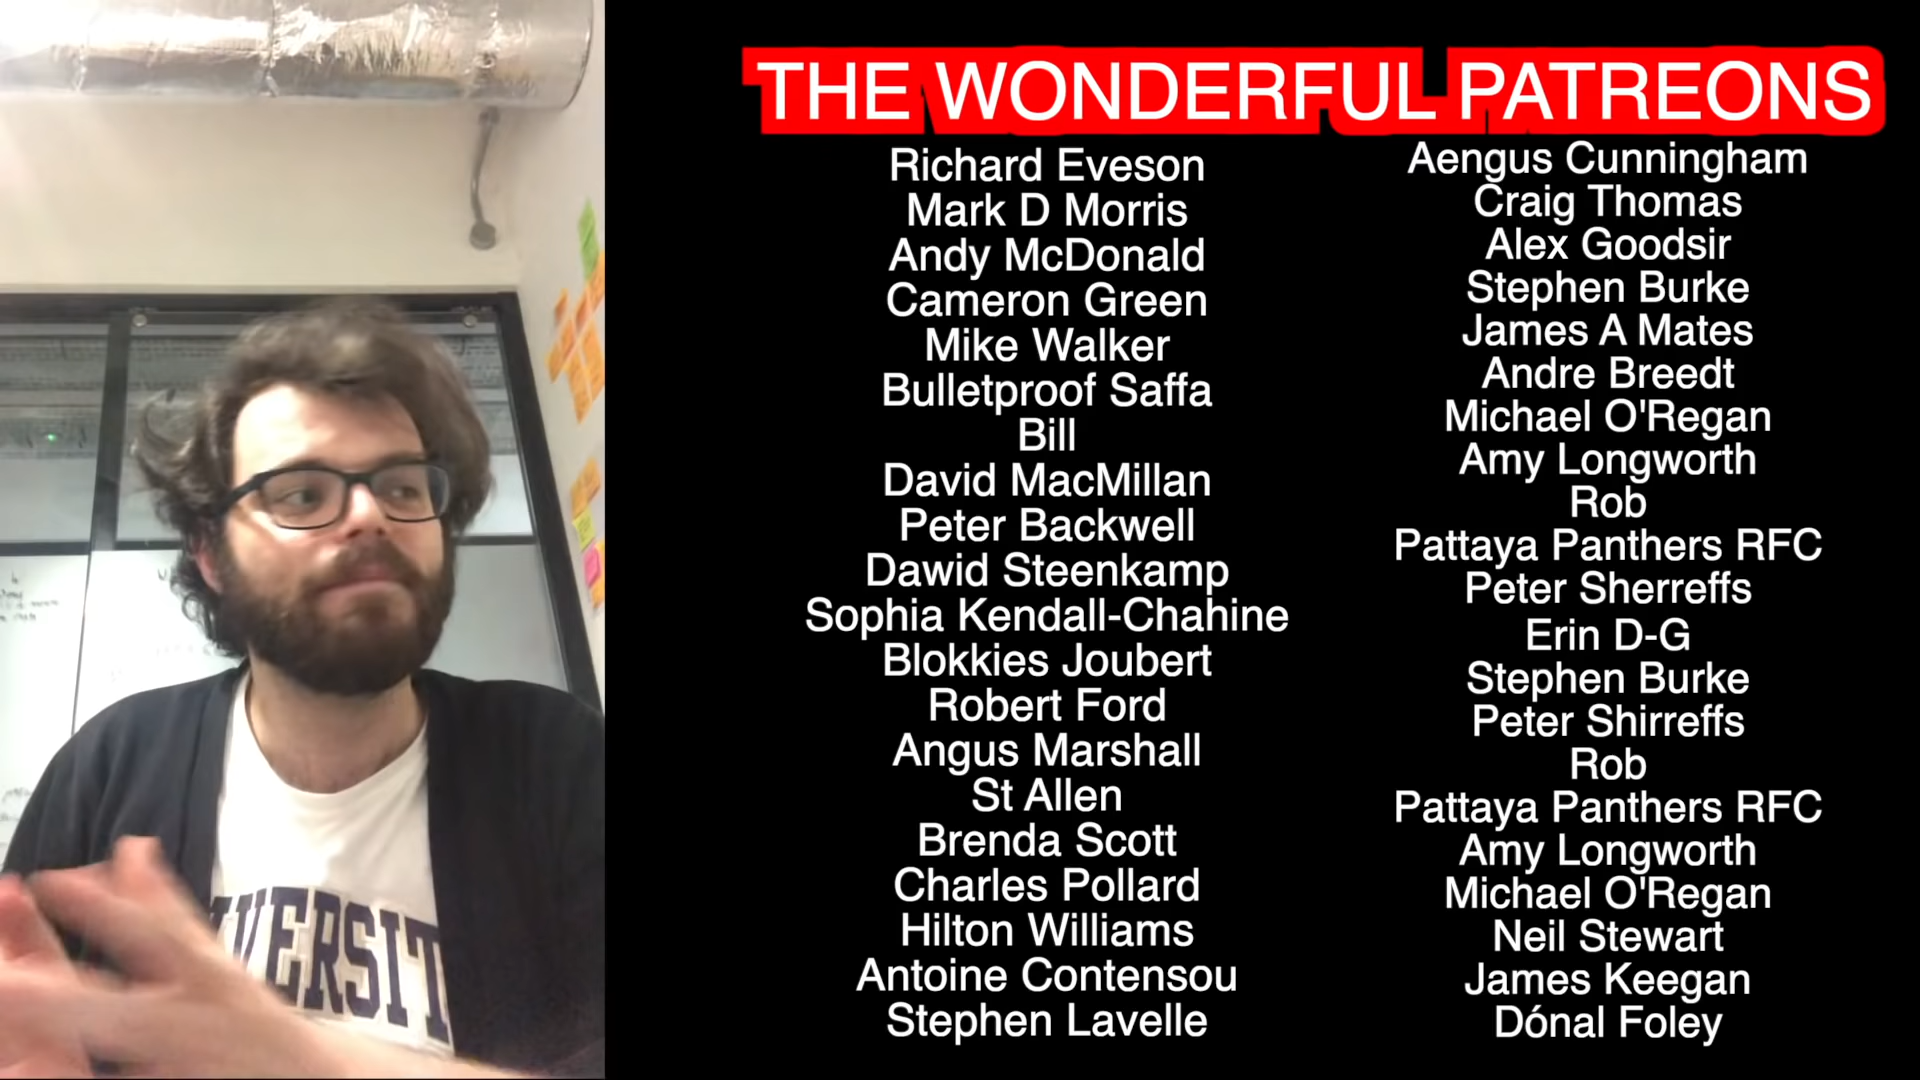 THE WONDERFUL PATREONS
Richard Eveson
Mark D Morris
Andy McDonald
Cameron Green
Mike Walker
Bulletproof Saffa
Bill
David MacMillan
Peter Backwell
Dawid Steenkamp
Sophia Kendall-Chahine
Blokkies Joubert
Robert Ford
Angus Marshall
St Allen
Brenda Scott
Charles Pollard
Hilton Williams
Antoine Contensou
Stephen Lavelle
Aengus Cunningham
Craig Thomas
Alex Goodsir
Stephen Burke
James A Mates
Andre Breedt
Michael O'Regan
Amy Longworth
Rob
Pattaya Panthers RFC
Peter Sherreffs
Erin D-G
Stephen Burke
Peter Shirreffs
Rob
Pattaya Panthers RFC
Amy Longworth
Michael O'Regan
Neil Stewart
James Keegan
Dónal Foley
VERSIT